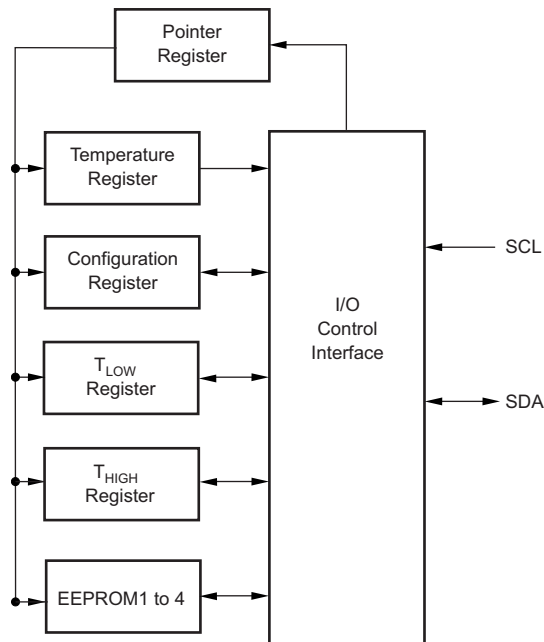 Pointer
Register
Temperature
Register
Configuration
Register
SCL
I/O
Control
Interface
TLOW
Register
SDA
THIGH
Register
EEPROM1 to 4